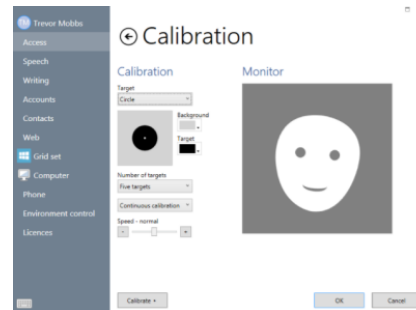 Trevor Mobbs
Access
Speech
Writing
Accounts
Contacts
Web
Grid set
Computer
Phone
Environment control
Licences
Calibration
Calibration
Target
Circle
Background
Target
Number of targets
Five targets
Continuous calibration
Speed - normal
-
+
Calibrate
Monitor
OK
Cancel